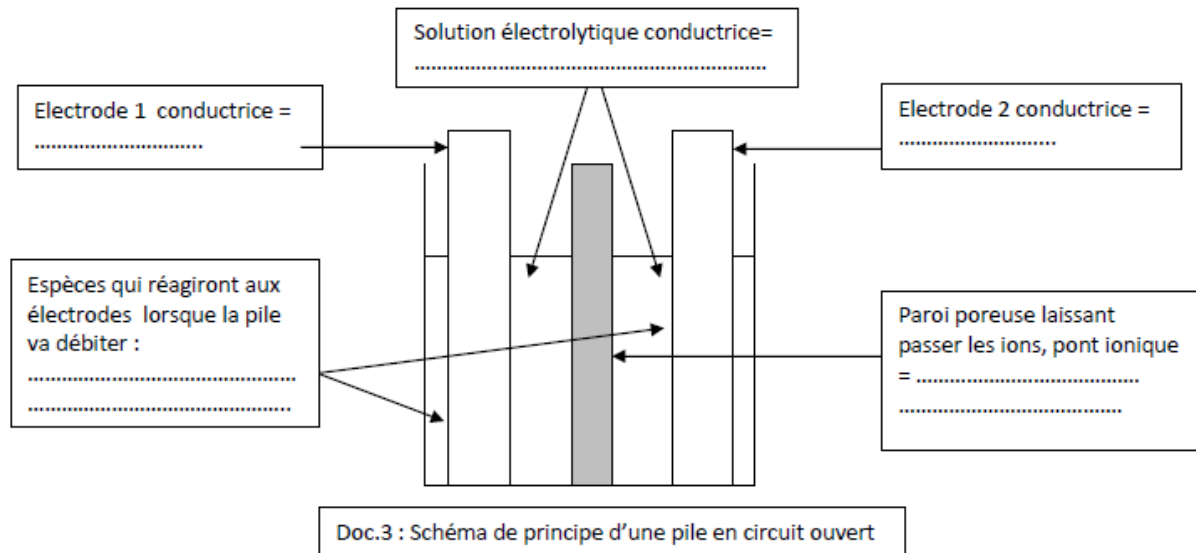 Solution électrolytique conductrice=
……………………………………………………
Electrode 1 conductrice =
………………………..
Electrode 2 conductrice =
……………………...
Espèces qui réagiront aux
électrodes lorsque la pile
va débiter :
………………………………………
……………………………………..
Paroi poreuse laissant
passer les ions, pont ionique
= …………………………………
…………………………………
Doc.3 : Schéma de principe d’une pile en circuit ouvert